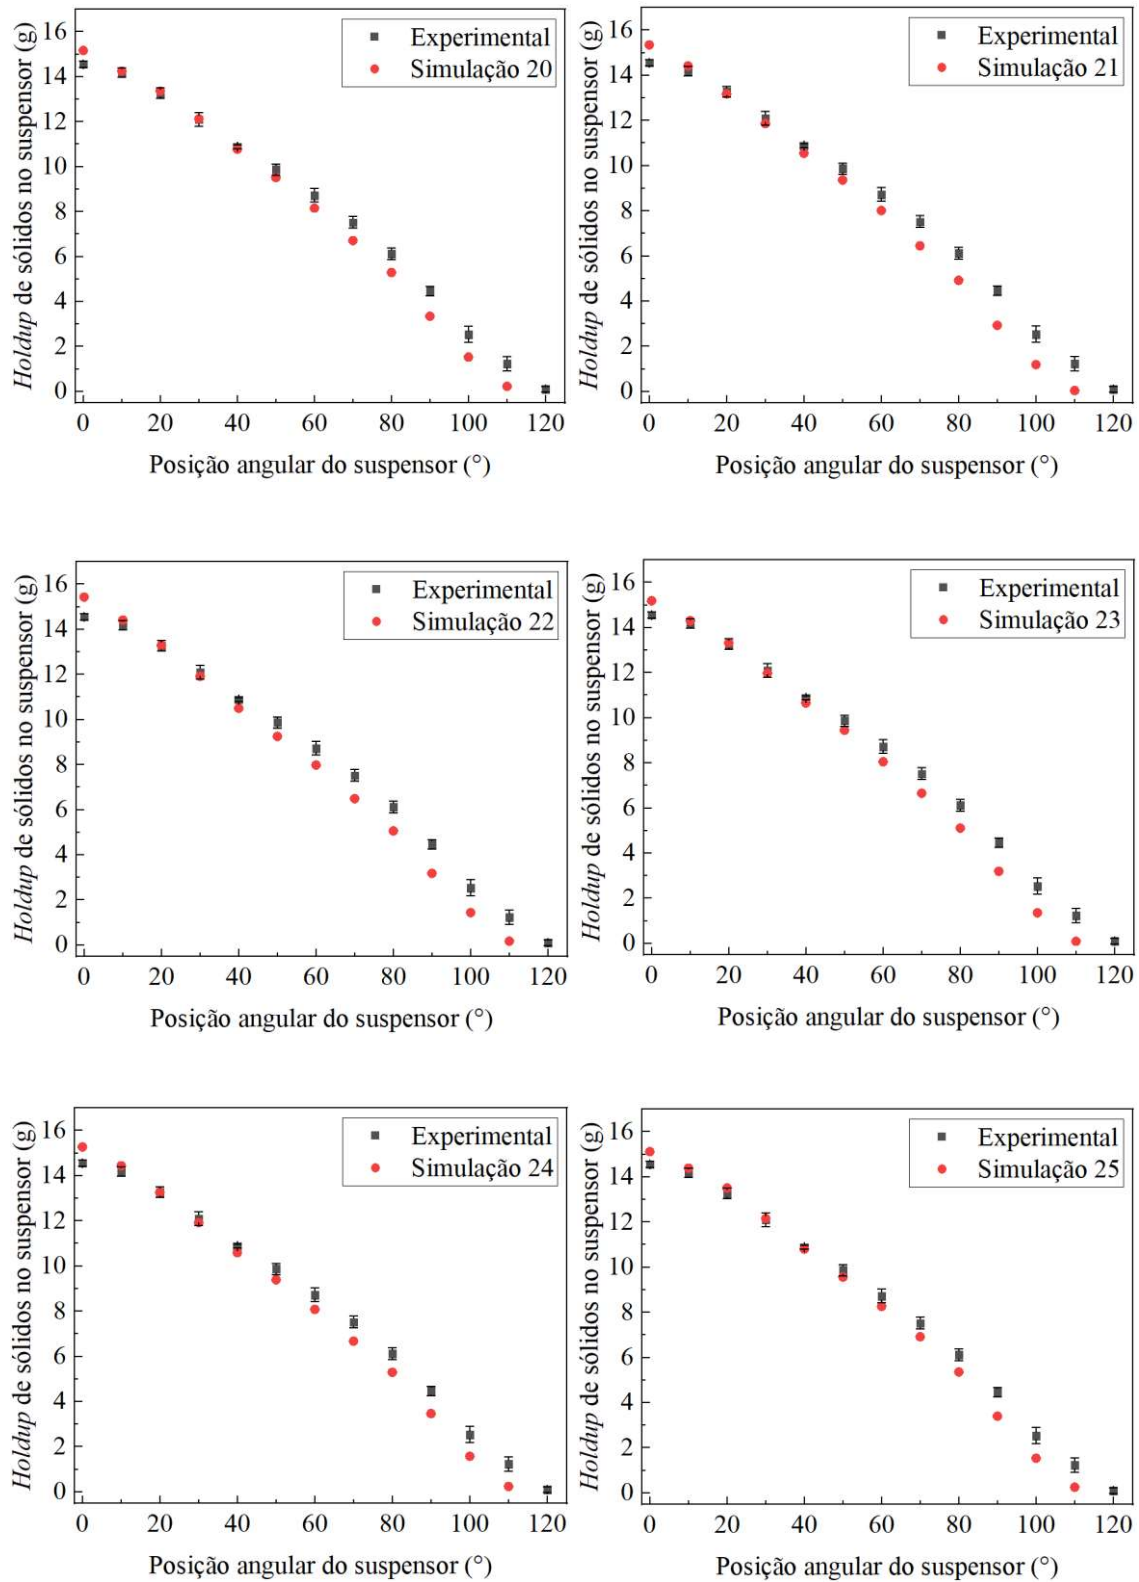 16
14
12
10
8
6
4
2
0
Holdup de sólidos no suspensor (g)
Experimental
Simulação 20
0 20 40 60 80 100 120
Posição angular do suspensor (°)
16
14
12
10
8
6
4
2
0
Holdup de sólidos no suspensor (g)
Experimental
Simulação 21
0 20 40 60 80 100 120
Posição angular do suspensor (°)
16
14
12
10
8
6
4
2
0
Holdup de sólidos no suspensor (g)
Experimental
Simulação 22
0 20 40 60 80 100 120
Posição angular do suspensor (°)
16
14
12
10
8
6
4
2
0
Holdup de sólidos no suspensor (g)
Experimental
Simulação 23
0 20 40 60 80 100 120
Posição angular do suspensor (°)
16
14
12
10
8
6
4
2
0
Holdup de sólidos no suspensor (g)
Experimental
Simulação 24
0 20 40 60 80 100 120
Posição angular do suspensor (°)
16
14
12
10
8
6
4
2
0
Holdup de sólidos no suspensor (g)
Experimental
Simulação 25
0 20 40 60 80 100 120
Posição angular do suspensor (°)